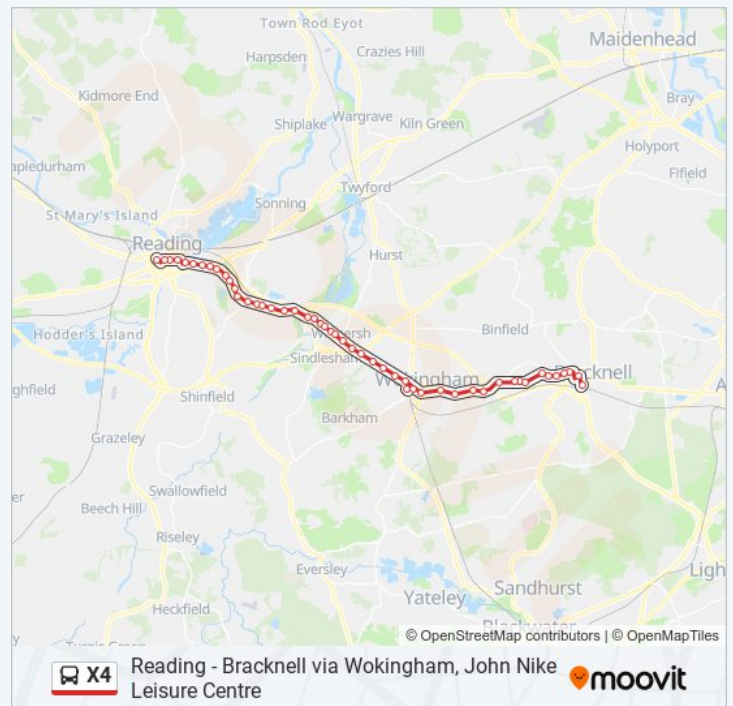 Town Rod Eyot
Crazies Hill
Maidenhead
Harpsden
Kidmore End
Bray
Wargrave
Shiplake
Kiln Green
Holyport
apledurham
Fifield
Twyford
Sonning
St Mary's Island
Reading
Hurst
Hodder's Island
Binfield
Sindlesham
Bracknell
Wokingham
ghfield
Shinfield
Barkham
Grazeley
er
Swallowfield
Beech Hill
Riseley
Eversley
Ligh
Sandhurst
Yateley
Heckfield
Blackwater
© OpenStreetMap contributors | © OpenMapTiles
X4
Reading - Bracknell via Wokingham, John Nike
Leisure Centre
moovit